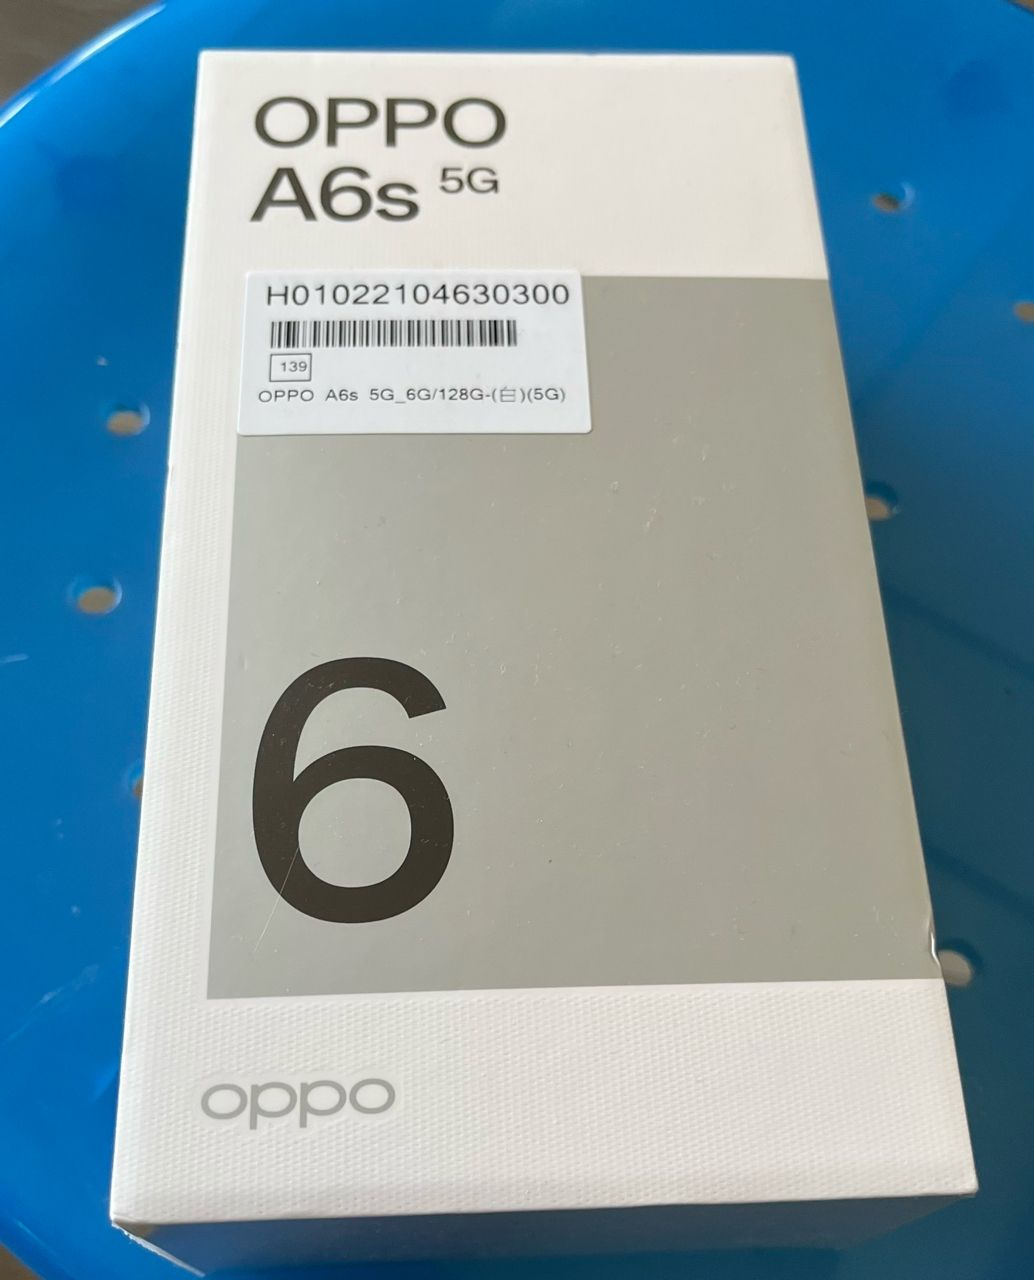 OPPO
A6s 5G
H01022104630300
139
OPPO A6s 5G_6G/128G-(白)(5G)
6
oppo